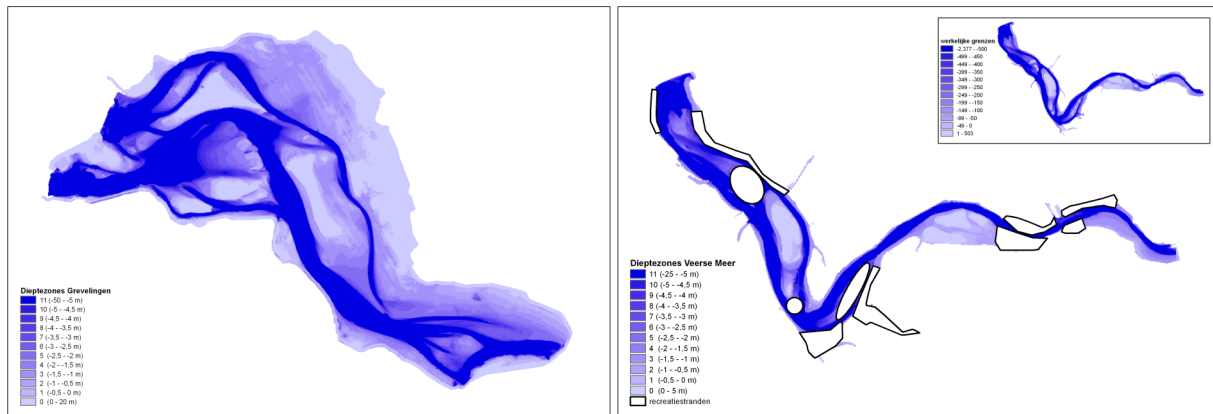 Dieptezones Grevelingen
11 (-50 - -5 m)
10 (-5 - -4,5 m)
9 (-4,5 - -4 m)
8 (-4 - -3,5 m)
7 (-3,5 - -3 m)
6 (-3 - -2,5 m)
5 (-2,5 - -2 m)
4 (-2 - -1,5 m)
3 (-1,5 - -1 m)
2 (-1 - -0,5 m)
1 (-0,5 - 0 m)
0 (0 - 20 m)
werkelijke grenzen
-2.377 - -500
-499 - -450
-449 - -400
-399 - -350
-349 - -300
-299 - -250
-249 - -200
-199 - -150
-149 - -100
-99 - -50
-49 - 0
1 - 503
Dieptezones Veerse Meer
11 (-25 - -5 m)
10 (-5 - -4,5 m)
9 (-4,5 - -4 m)
8 (-4 - -3,5 m)
7 (-3,5 - -3 m)
6 (-3 - -2,5 m)
5 (-2,5 - -2 m)
4 (-2 - -1,5 m)
3 (-1,5 - -1 m)
2 (-1 - -0,5 m)
1 (-0,5 - 0 m)
0 (0 - 5 m)
recreatiestranden